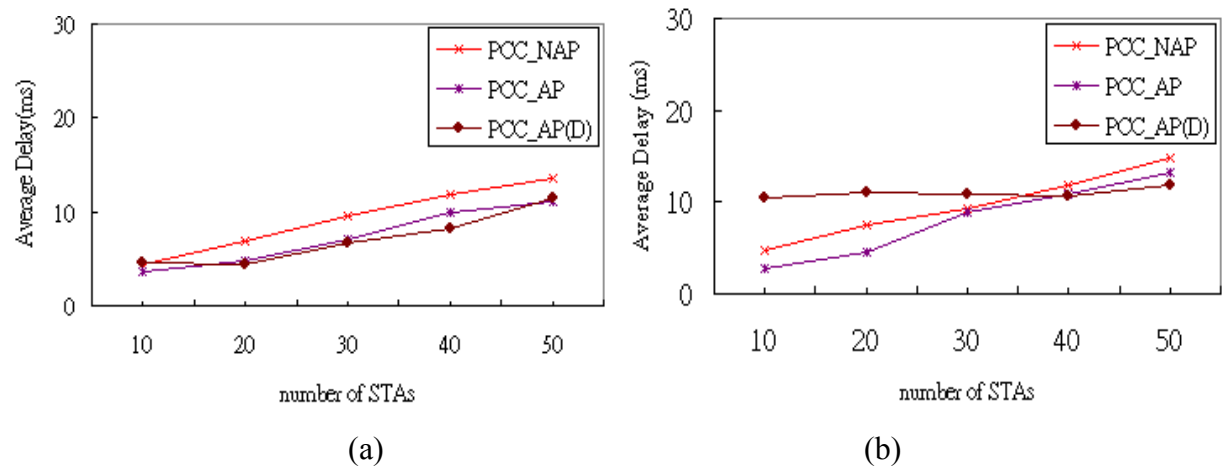 30
20
10
0
Average Delay(ms)
PCC_NAP
PCC_AP
PCC_AP(D)
10 20 30 40 50
number of STAs
(a)
30
20
10
0
Average Delay (ms)
PCC_NAP
PCC_AP
PCC_AP(D)
10 20 30 40 50
number of STAs
(b)